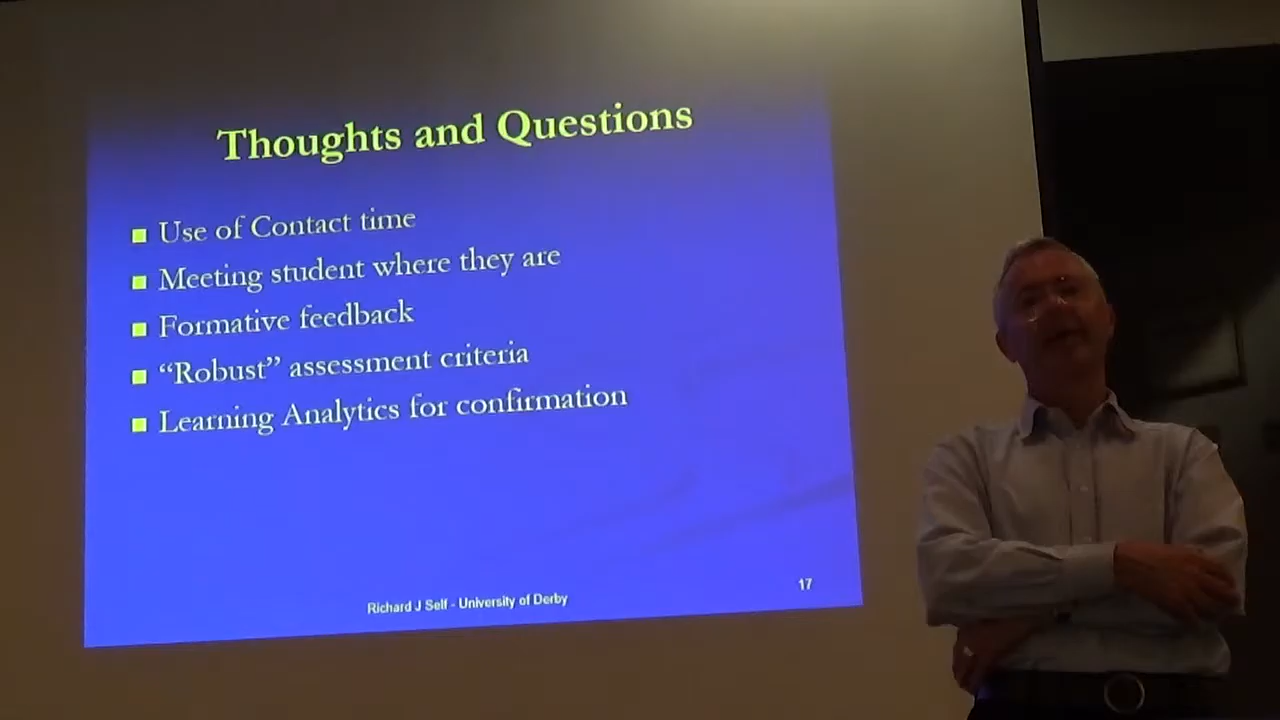 Thoughts and Questions
Use of Contact time
Meeting student where they are
Formative feedback
“Robust” assessment criteria
Learning Analytics for confirmation
Richard J Self - University of Derby
17